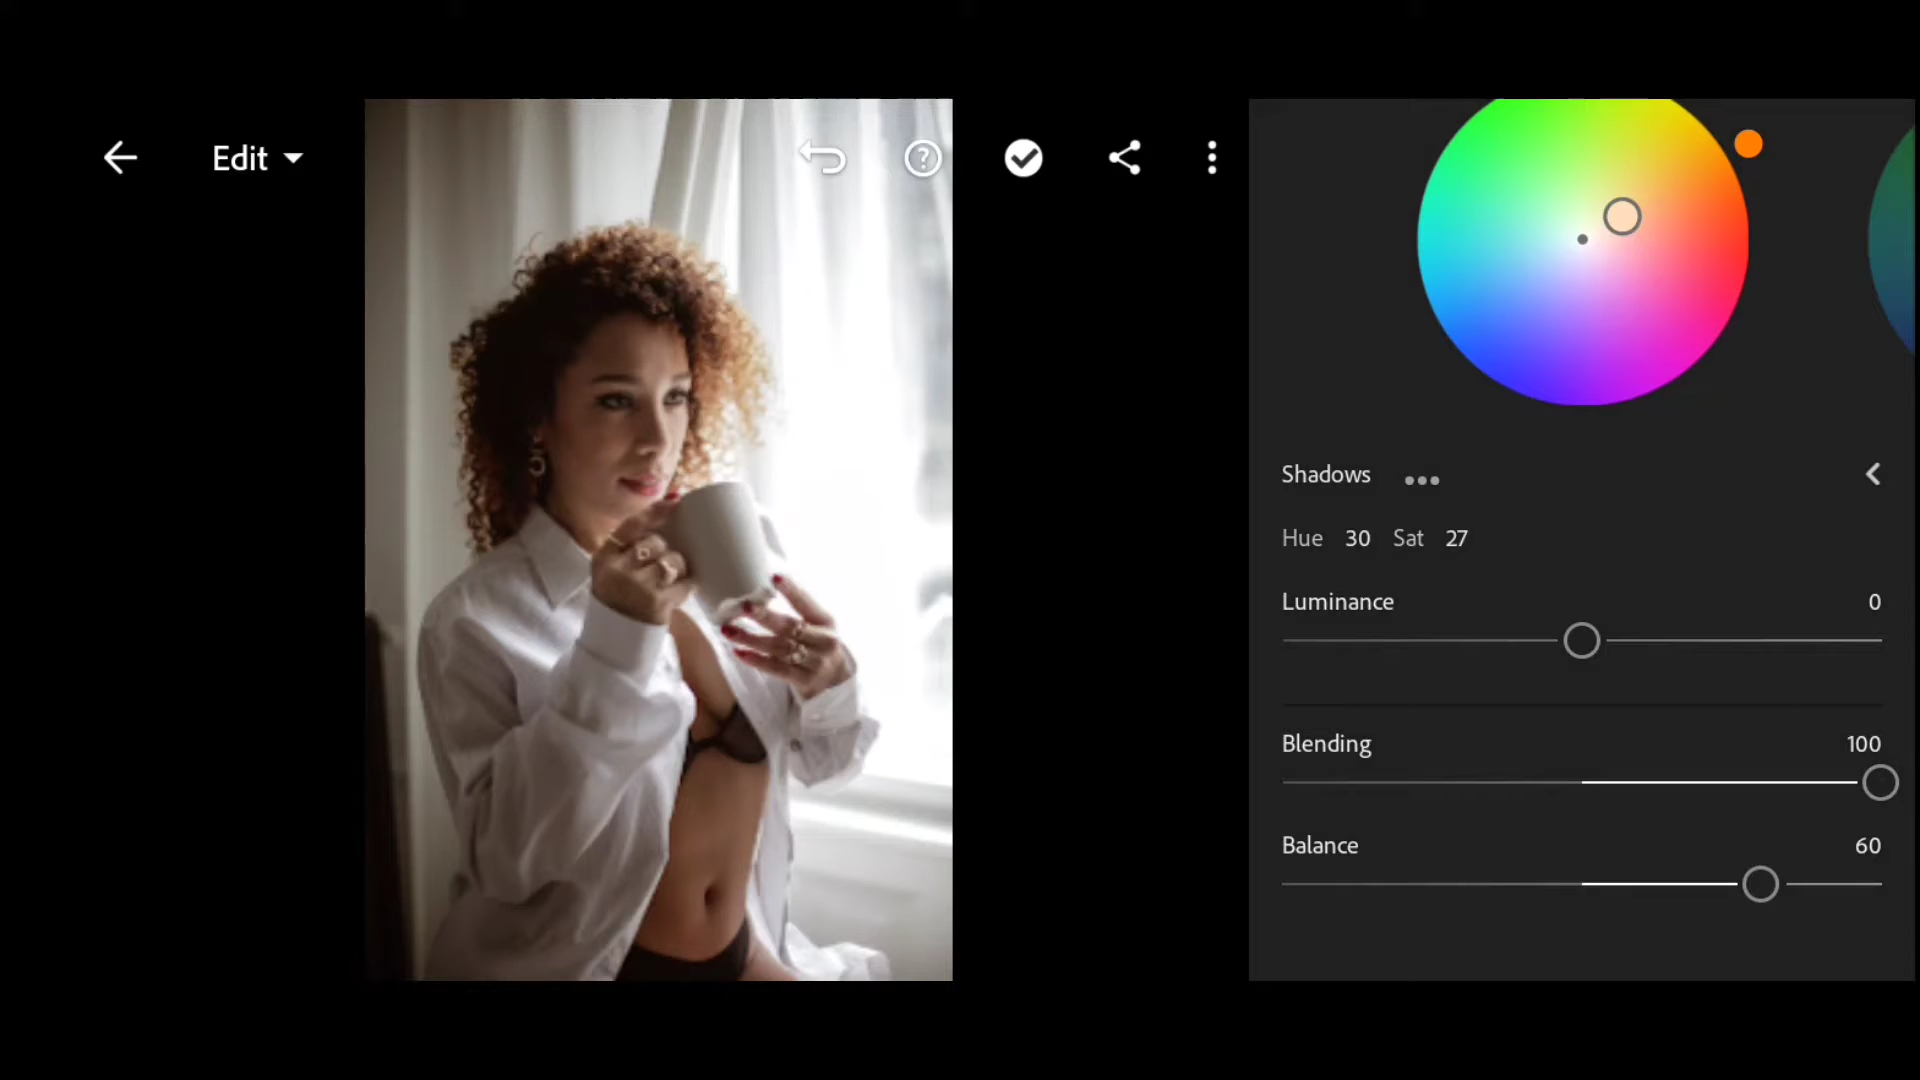 Edit
Shadows
Hue 30 Sat 27
Luminance 0
Blending 100
Balance 60